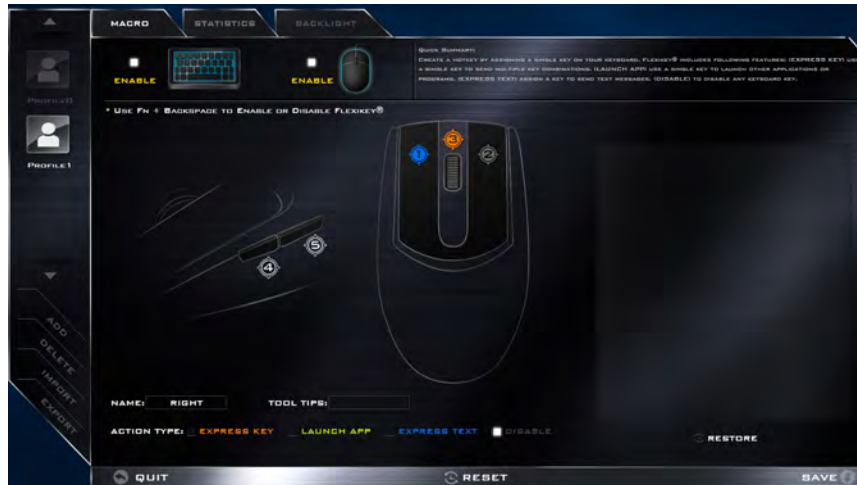 MACRO
STATISTICS
BACKLIGHT
ENABLE
ENABLE
QUICK SUMMARY:
CREATE A HOTKEY BY ASSIGNING A SINGLE KEY ON YOUR KEYBOARD. FLEXIKEY® INCLUDES FOLLOWING FEATURES: (EXPRESS KEY) USE
A SINGLE KEY TO SEND MULTIPLE KEY COMBINATIONS. (LAUNCH APP) USE A SINGLE KEY TO LAUNCH OTHER APPLICATIONS OR
PROGRAMS. (EXPRESS TEXT) ASSIGN A KEY TO SEND TEXT MESSAGES. (DISABLE) TO DISABLE ANY KEYBOARD KEY.
PROFILE0
* USE FN + BACKSPACE TO ENABLE OR DISABLE FLEXIKEY®
PROFILE1
3
1
2
5
4
ADD
DELETE
IMPORT
EXPORT
NAME: RIGHT TOOL TIPS:
ACTION TYPE: EXPRESS KEY LAUNCH APP EXPRESS TEXT DISABLE
RESTORE
QUIT
RESET
SAVE